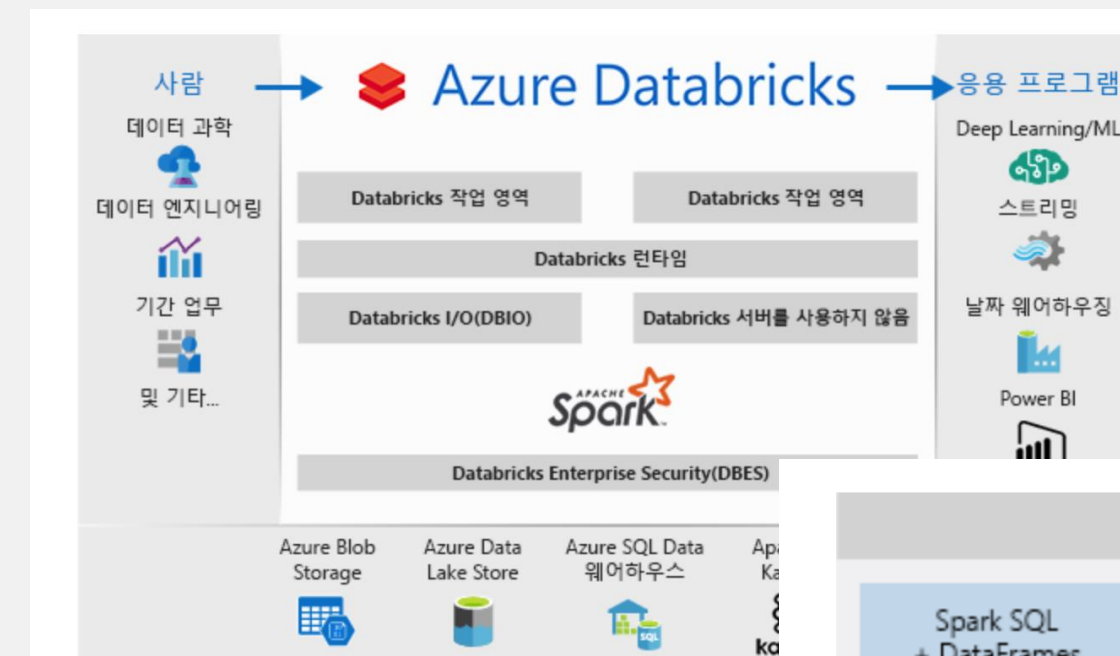 사람
Azure Databricks
응용 프로그램
데이터 과학
데이터 엔지니어링
기간 업무
및 기타...
Databricks 작업 영역
Databricks 작업 영역
Databricks 런타임
Databricks I/O(DBIO)
Databricks 서버를 사용하지 않음
APACHE
Spark
Databricks Enterprise Security(DBES)
Deep Learning/ML
스트리밍
날짜 웨어하우징
Power BI
Azure Blob
Storage
Azure Data
Lake Store
Azure SQL Data
웨어하우스
SQL
Spark SQL
+ DataFrames